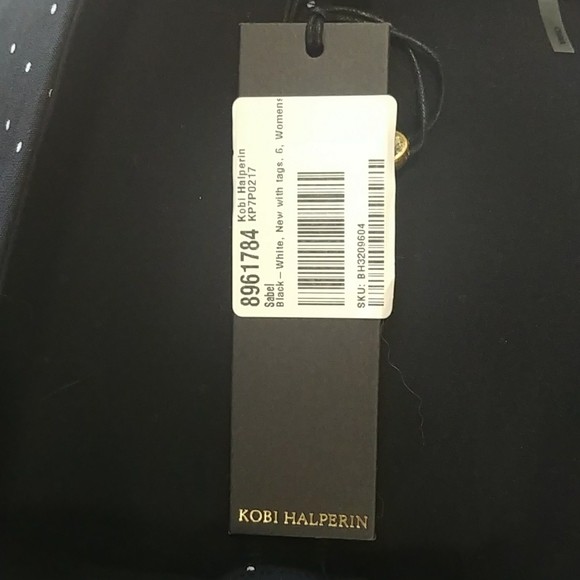 8961784 Kobi Halperin
KP7P0217
Sabel
Black – White, New with tags, 6, Womens
SKU: BH3209604
KOBI HALPERIN